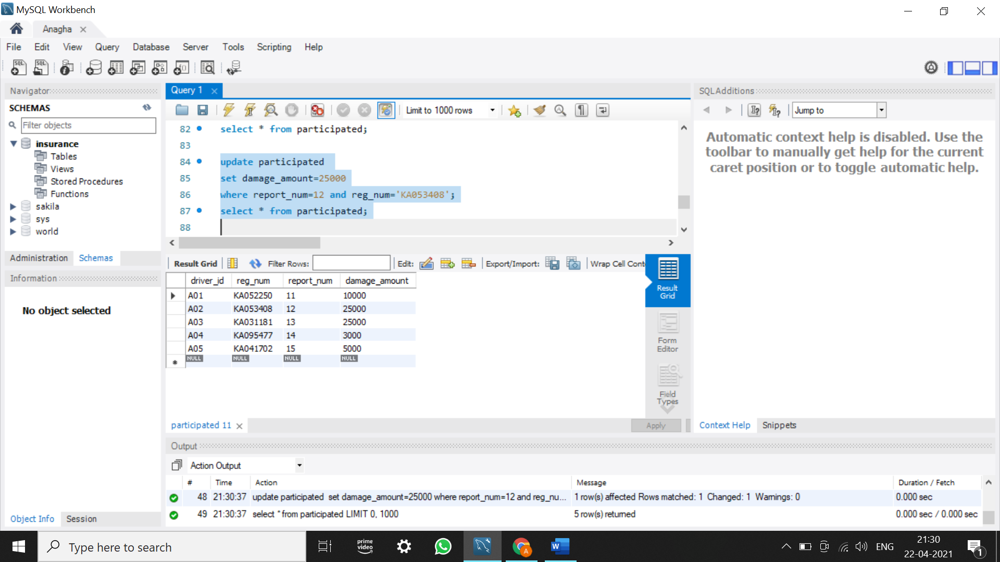 MySQL Workbench
Anagha
File Edit View Query Database Server Tools Scripting Help
Navigator
SCHEMAS
Filter objects
insurance
Tables
Views
Stored Procedures
Functions
sakila
sys
world
Administration Schemas
Information
No object selected
Object Info Session
Query 1
Limit to 1000 rows
82 select * from participated;
83
84 update participated
85 set damage_amount=25000
86 where report_num=12 and reg_num='KA053408';
87 select * from participated;
88
Result Grid Filter Rows: Edit: Export/Import: Wrap Cell Cont
driver_id reg_num report_num damage_amount
A01 KA052250 11 10000
A02 KA053408 12 25000
A03 KA031181 13 25000
A04 KA095477 14 3000
A05 KA041702 15 5000
NULL NULL NULL NULL
Result Grid
Form Editor
Field Types
participated 11
Apply
SQLAdditions
Jump to
Automatic context help is disabled. Use the
toolbar to manually get help for the current
caret position or to toggle automatic help.
Context Help Snippets
Output
Action Output
# Time Action Message Duration / Fetch
48 21:30:37 update participated set damage_amount=25000 where report_num=12 and reg_nu... 1 row(s) affected Rows matched: 1 Changed: 1 Warnings: 0 0.000 sec
49 21:30:37 select * from participated LIMIT 0, 1000 5 row(s) returned 0.000 sec / 0.000 sec
Type here to search
prime video
W
A
ENG
21:30
22-04-2021
1